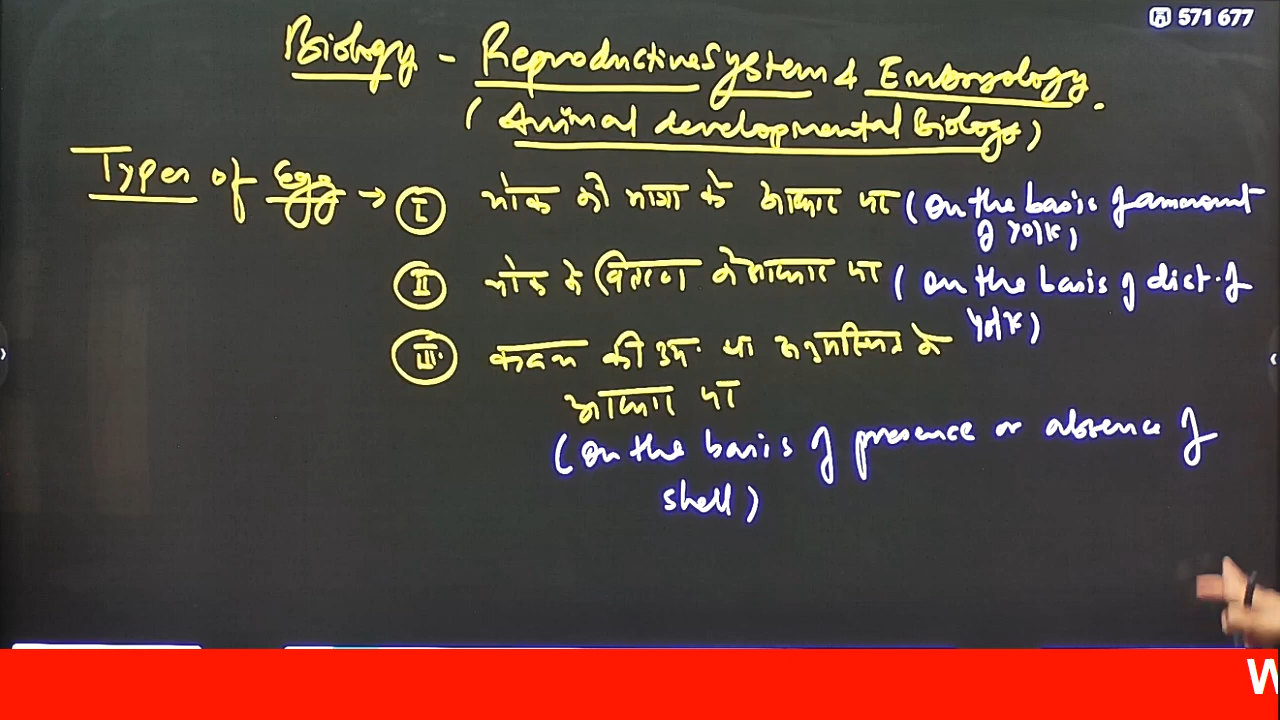 571 677
Biology - Reproductive System & Embryology.
(Animal developmental Biology)
Types of Egg → I योक की मात्रा के आधार पर (on the basis of amount
of yolk)
II योक के वितरण के आधार पर (on the basis of dist. of
yolk)
III. कवच की उप. या अनुपस्थिति के
आधार पर
(on the basis of presence or absence of
shell)
W